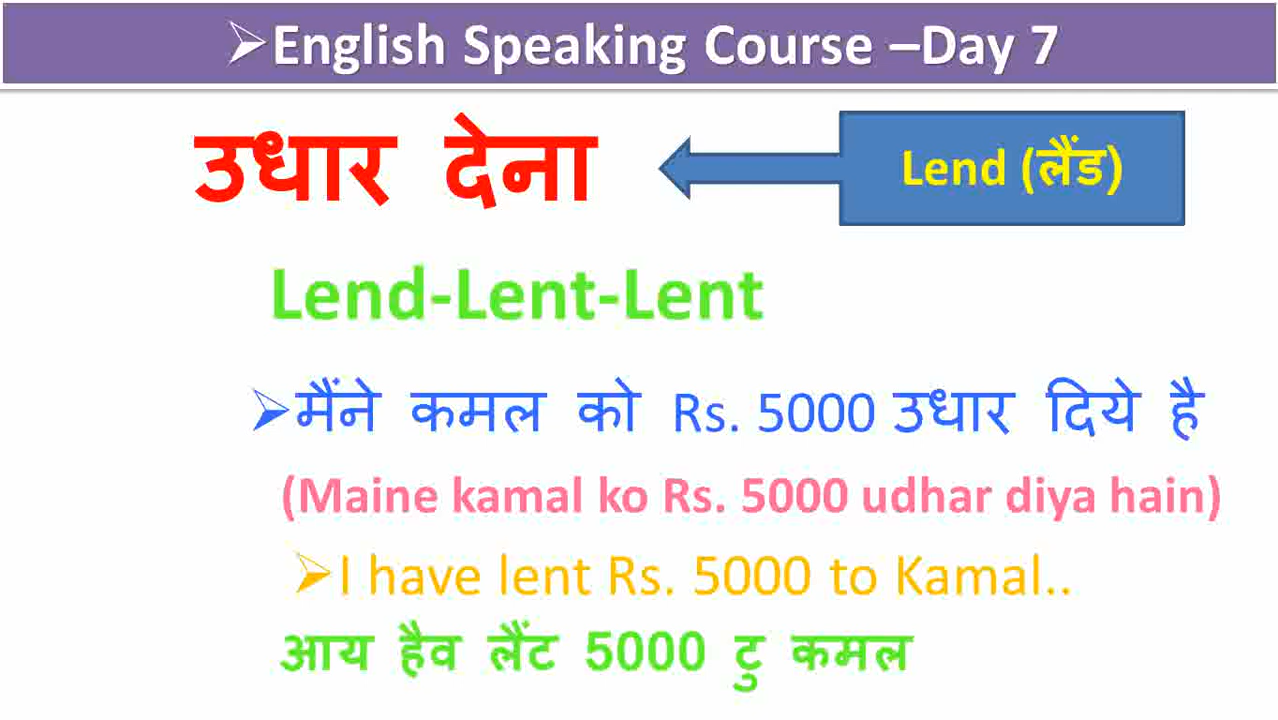 ➢English Speaking Course –Day 7
उधार देना
Lend (लैंड)
Lend-Lent-Lent
➢मैंने कमल को Rs. 5000 उधार दिये है
(Maine kamal ko Rs. 5000 udhar diya hain)
➢I have lent Rs. 5000 to Kamal..
आय हैव लैंट 5000 टु कमल